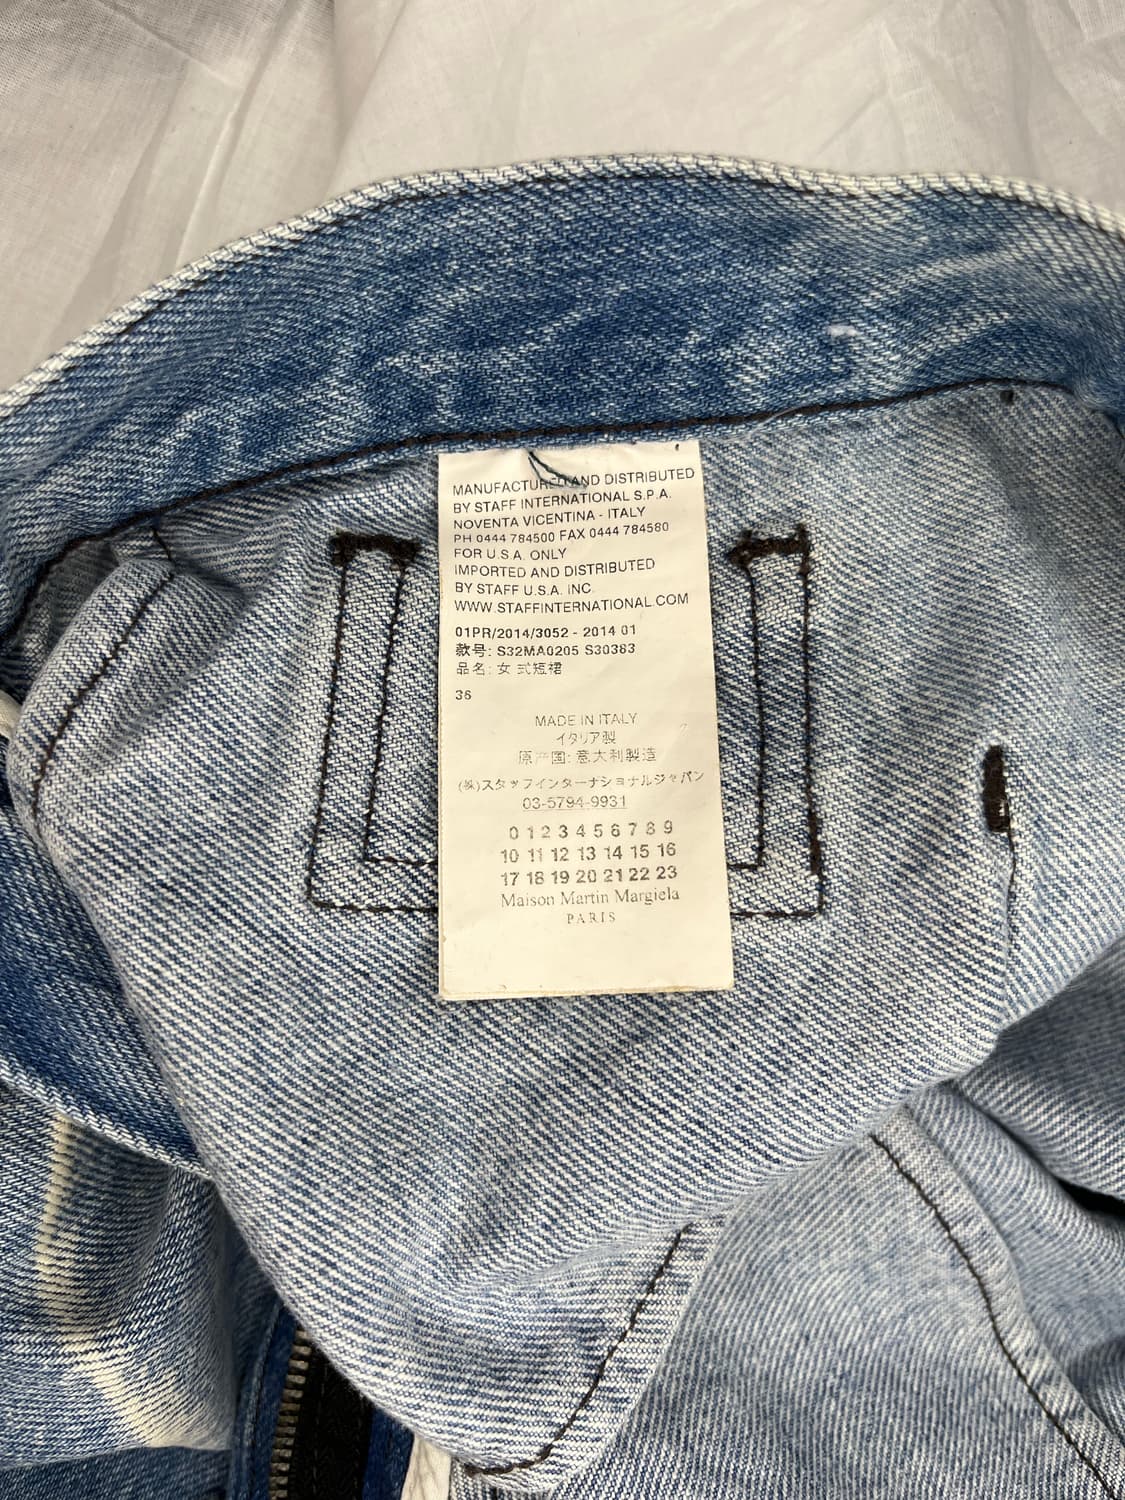 MANUFACTURED AND DISTRIBUTED
BY STAFF INTERNATIONAL S.P.A.
NOVENTA VICENTINA - ITALY
PH 0444 784500 FAX 0444 784580
FOR U.S.A. ONLY
IMPORTED AND DISTRIBUTED
BY STAFF U.S.A. INC.
WWW.STAFFINTERNATIONAL.COM
01PR/2014/3052 - 2014 01
款号: S32MA0205 S30383
品名: 女 式短裙
36
MADE IN ITALY
イタリア製
原产国: 意大利製造
(株)スタッフインターナショナルジャパン
03-5794-9931
0 1 2 3 4 5 6 7 8 9
10 11 12 13 14 15 16
17 18 19 20 21 22 23
Maison Martin Margiela
PARIS